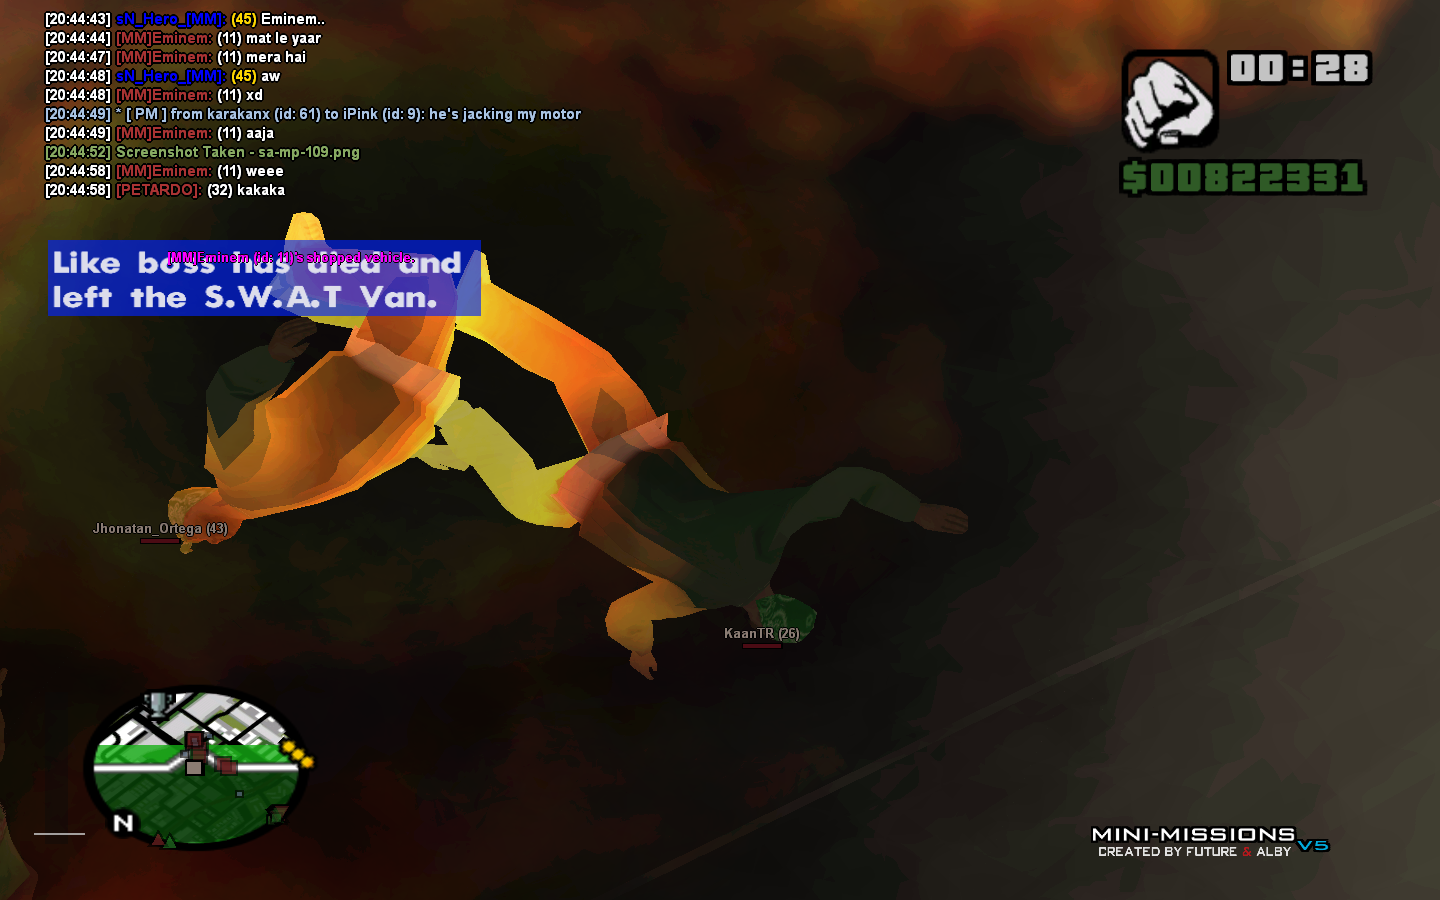 [20:44:43] sN_Hero_[MM]: (45) Eminem..
[20:44:44] [MM]Eminem: (11) mat le yaar
[20:44:47] [MM]Eminem: (11) mera hai
[20:44:48] sN_Hero_[MM]: (45) aw
[20:44:48] [MM]Eminem: (11) xd
[20:44:49] * [ PM ] from karakanx (id: 61) to iPink (id: 9): he's jacking my motor
[20:44:49] [MM]Eminem: (11) aaja
[20:44:52] Screenshot Taken - sa-mp-109.png
[20:44:58] [MM]Eminem: (11) weee
[20:44:58] [PETARDO]: (32) kakaka
00:28
$00822331
Like boss has died and
left the S.W.A.T Van.
[MM]Eminem (id: 11)'s shopped vehicle.
Jhonatan_Ortega (43)
KaanTR (26)
N
MINI-MISSIONS V5
CREATED BY FUTURE & ALBY